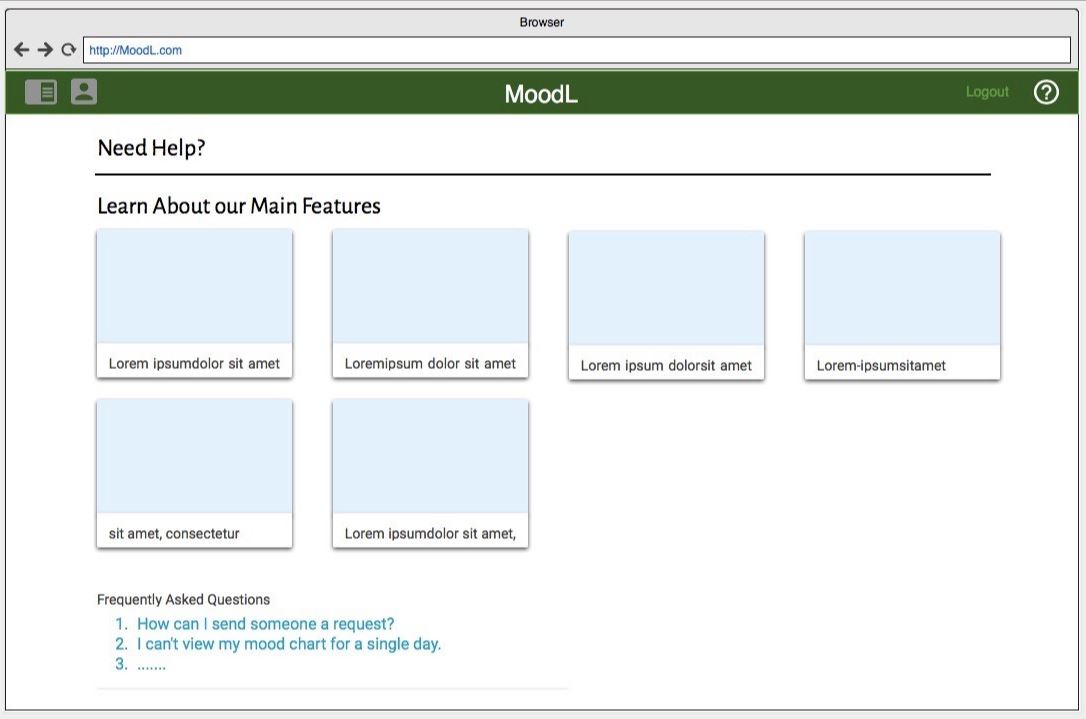 Browser
http://MoodL.com
MoodL
Logout
?
Need Help?
Learn About our Main Features
Lorem ipsumdolor sit amet
Loremipsum dolor sit amet
Lorem ipsum dolorsit amet
Lorem-ipsumsitamet
sit amet, consectetur
Lorem ipsumdolor sit amet,
Frequently Asked Questions
1. How can I send someone a request?
2. I can't view my mood chart for a single day.
3. .......